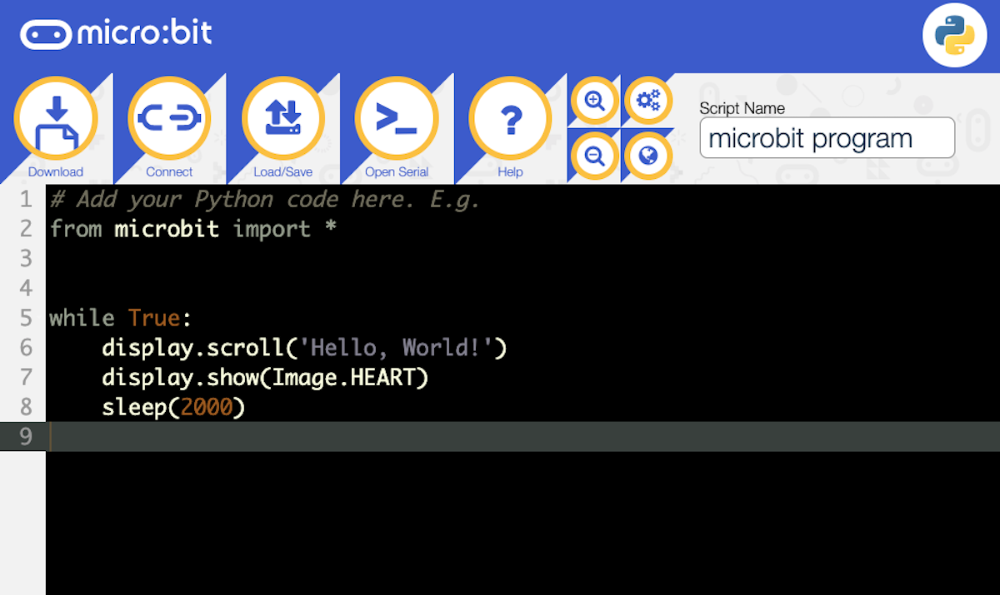 micro:bit
Download
Connect
Load/Save
Open Serial
Help
Script Name
microbit program
1 # Add your Python code here. E.g.
2 from microbit import *
3
4
5 while True:
6     display.scroll('Hello, World!')
7     display.show(Image.HEART)
8     sleep(2000)
9